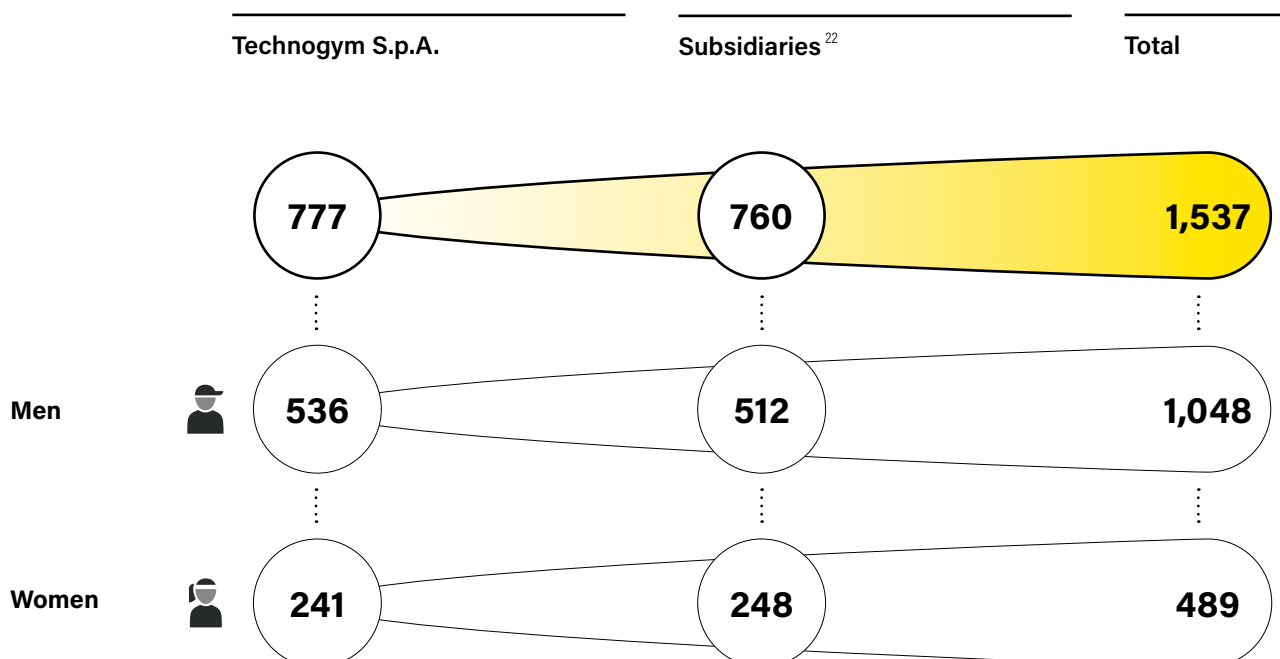 Technogym S.p.A. Subsidiaries 22 Total
777 760 1,537
Men 536 512 1,048
Women 241 248 489